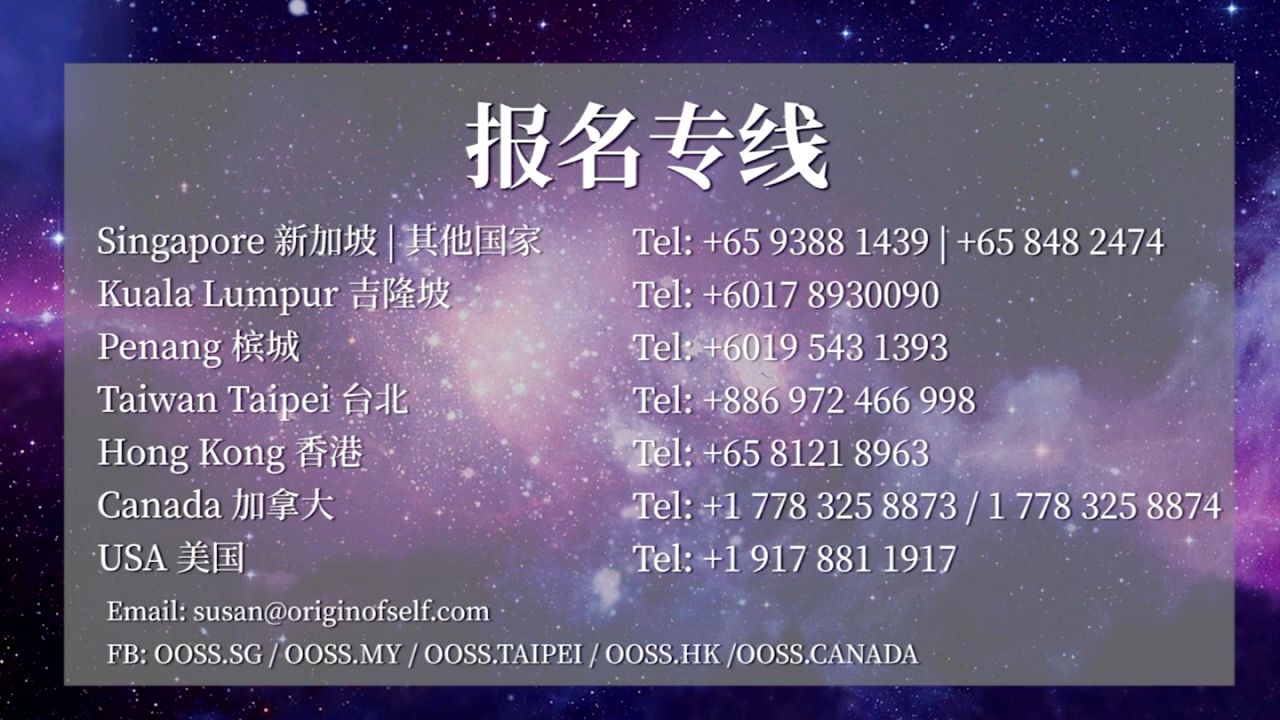 报名专线
Singapore 新加坡 | 其他国家 Tel: +65 9388 1439 | +65 848 2474
Kuala Lumpur 吉隆坡 Tel: +6017 8930090
Penang 槟城 Tel: +6019 543 1393
Taiwan Taipei 台北 Tel: +886 972 466 998
Hong Kong 香港 Tel: +65 8121 8963
Canada 加拿大 Tel: +1 778 325 8873 / 1 778 325 8874
USA 美国 Tel: +1 917 881 1917
Email: susan@originofself.com
FB: OOSS.SG / OOSS.MY / OOSS.TAIPEI / OOSS.HK /OOSS.CANADA